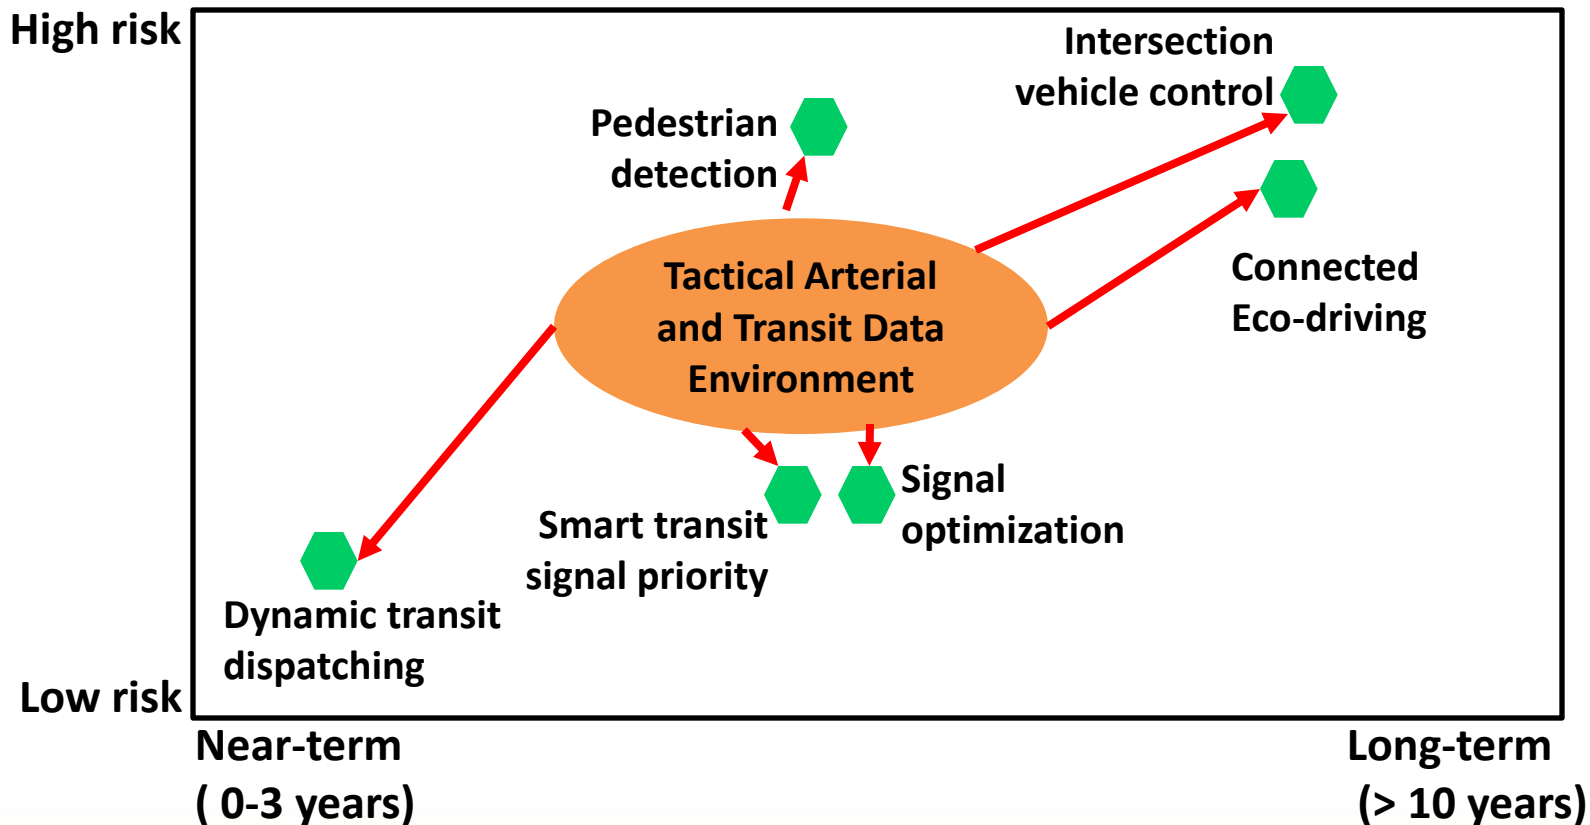 High risk
Intersection
vehicle control
Pedestrian
detection
Connected
Eco-driving
Tactical Arterial
and Transit Data
Environment
Signal
optimization
Smart transit
signal priority
Dynamic transit
dispatching
Low risk
Near-term
( 0-3 years)
Long-term
(> 10 years)